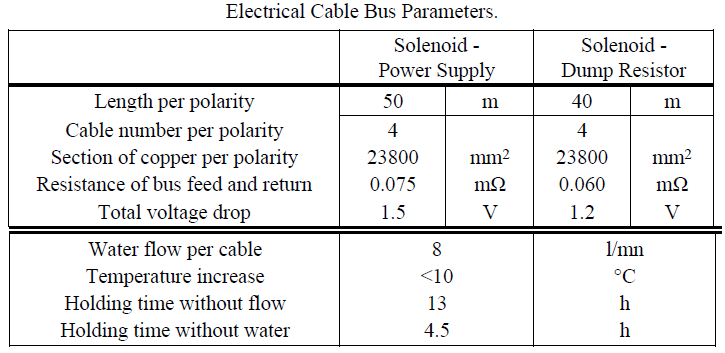 Electrical Cable Bus Parameters.
Solenoid - Solenoid -
Power Supply Dump Resistor
Length per polarity 50 m 40 m
Cable number per polarity 4 4
Section of copper per polarity 23800 mm² 23800 mm²
Resistance of bus feed and return 0.075 mΩ 0.060 mΩ
Total voltage drop 1.5 V 1.2 V
Water flow per cable 8 l/mn
Temperature increase <10 °C
Holding time without flow 13 h
Holding time without water 4.5 h